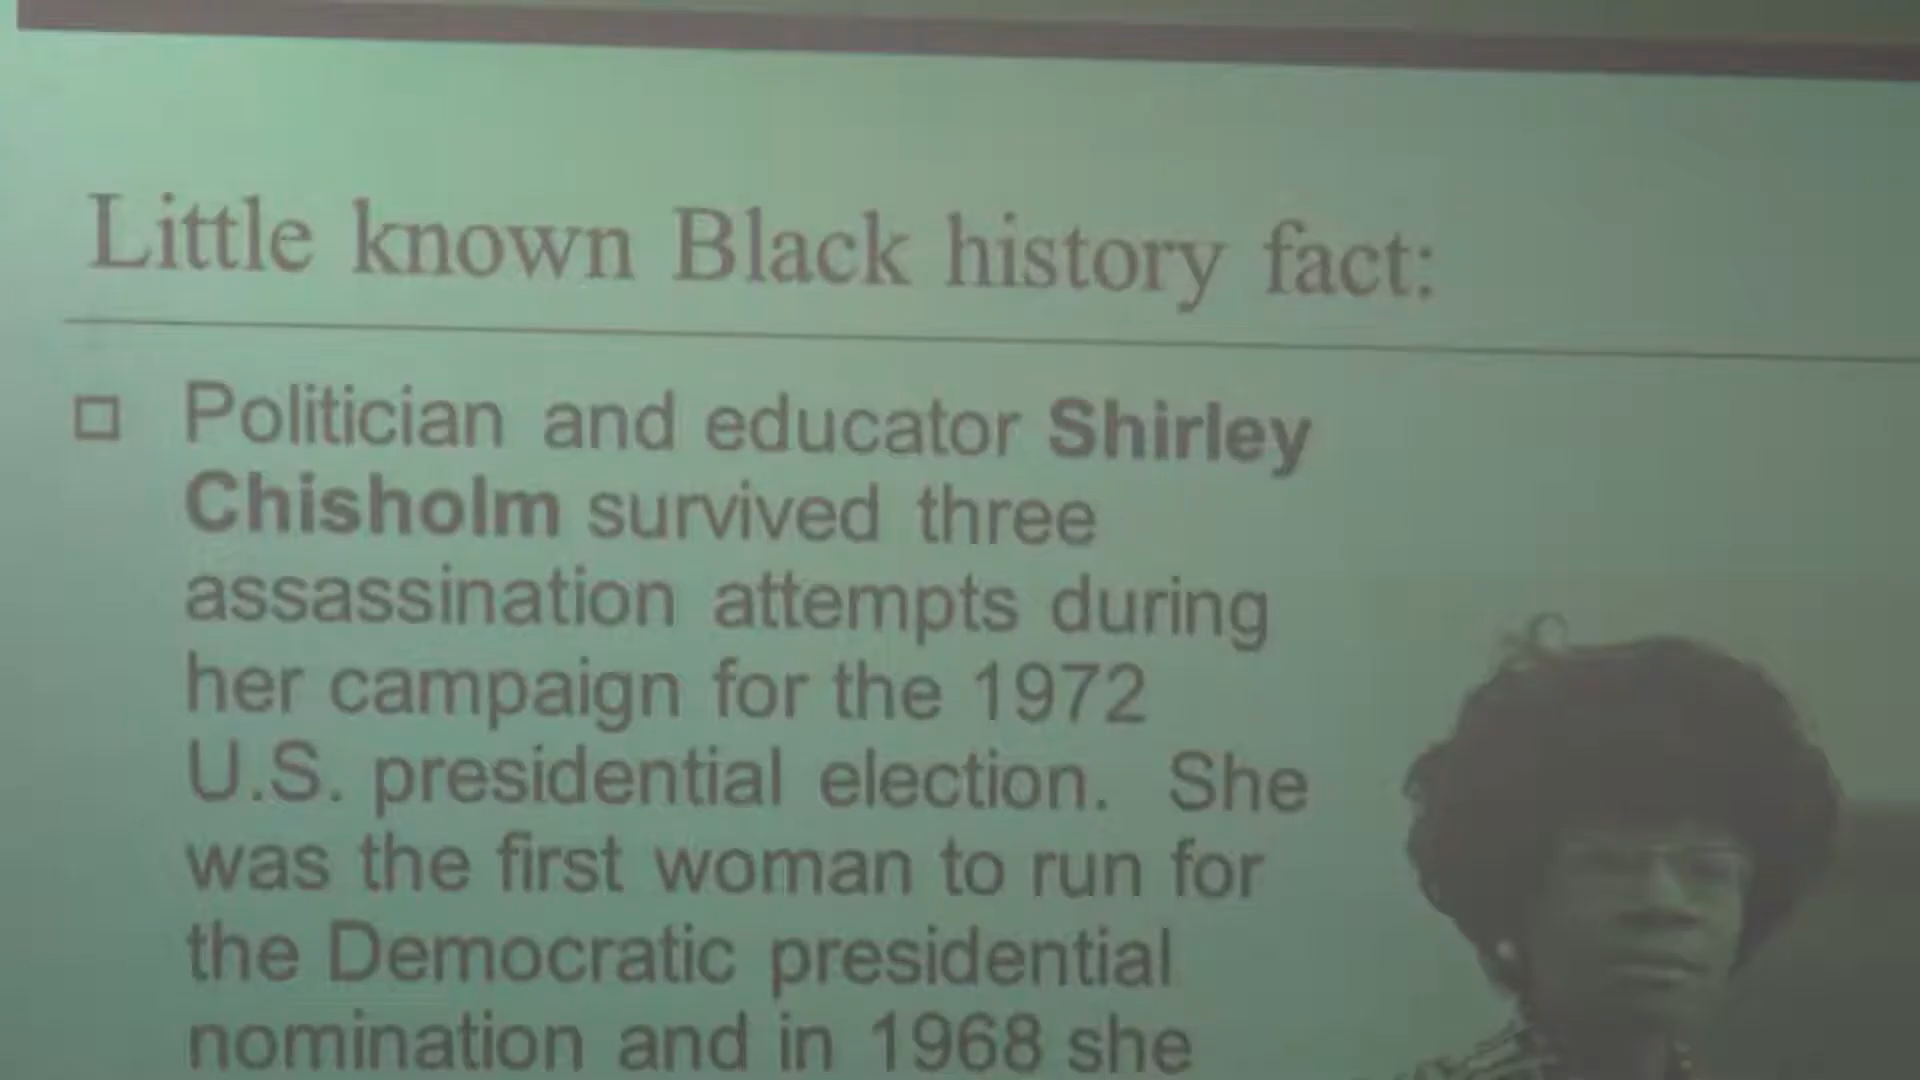 Little known Black history fact:
Politician and educator Shirley
Chisholm survived three
assassination attempts during
her campaign for the 1972
U.S. presidential election. She
was the first woman to run for
the Democratic presidential
nomination and in 1968 she